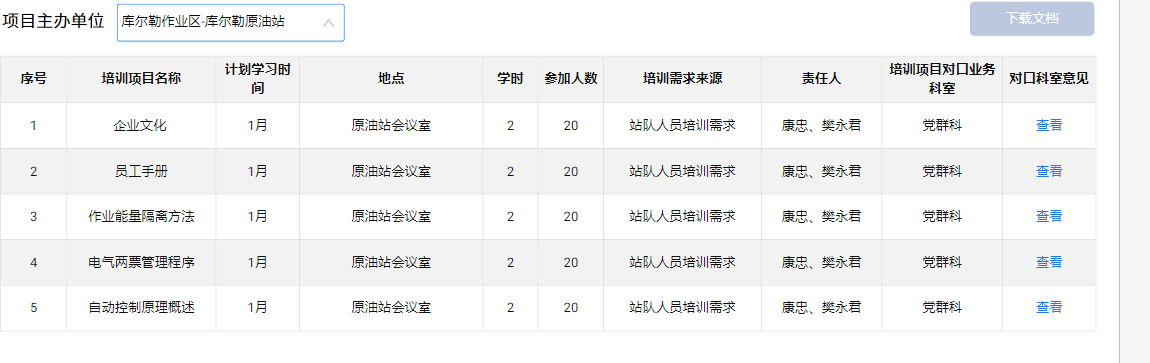 项目主办单位 库尔勒作业区-库尔勒原油站 下载文档
序号 培训项目名称 计划学习时间 地点 学时 参加人数 培训需求来源 责任人 培训项目对口业务科室 对口科室意见
1 企业文化 1月 原油站会议室 2 20 站队人员培训需求 康忠、樊永君 党群科 查看
2 员工手册 1月 原油站会议室 2 20 站队人员培训需求 康忠、樊永君 党群科 查看
3 作业能量隔离方法 1月 原油站会议室 2 20 站队人员培训需求 康忠、樊永君 党群科 查看
4 电气两票管理程序 1月 原油站会议室 2 20 站队人员培训需求 康忠、樊永君 党群科 查看
5 自动控制原理概述 1月 原油站会议室 2 20 站队人员培训需求 康忠、樊永君 党群科 查看